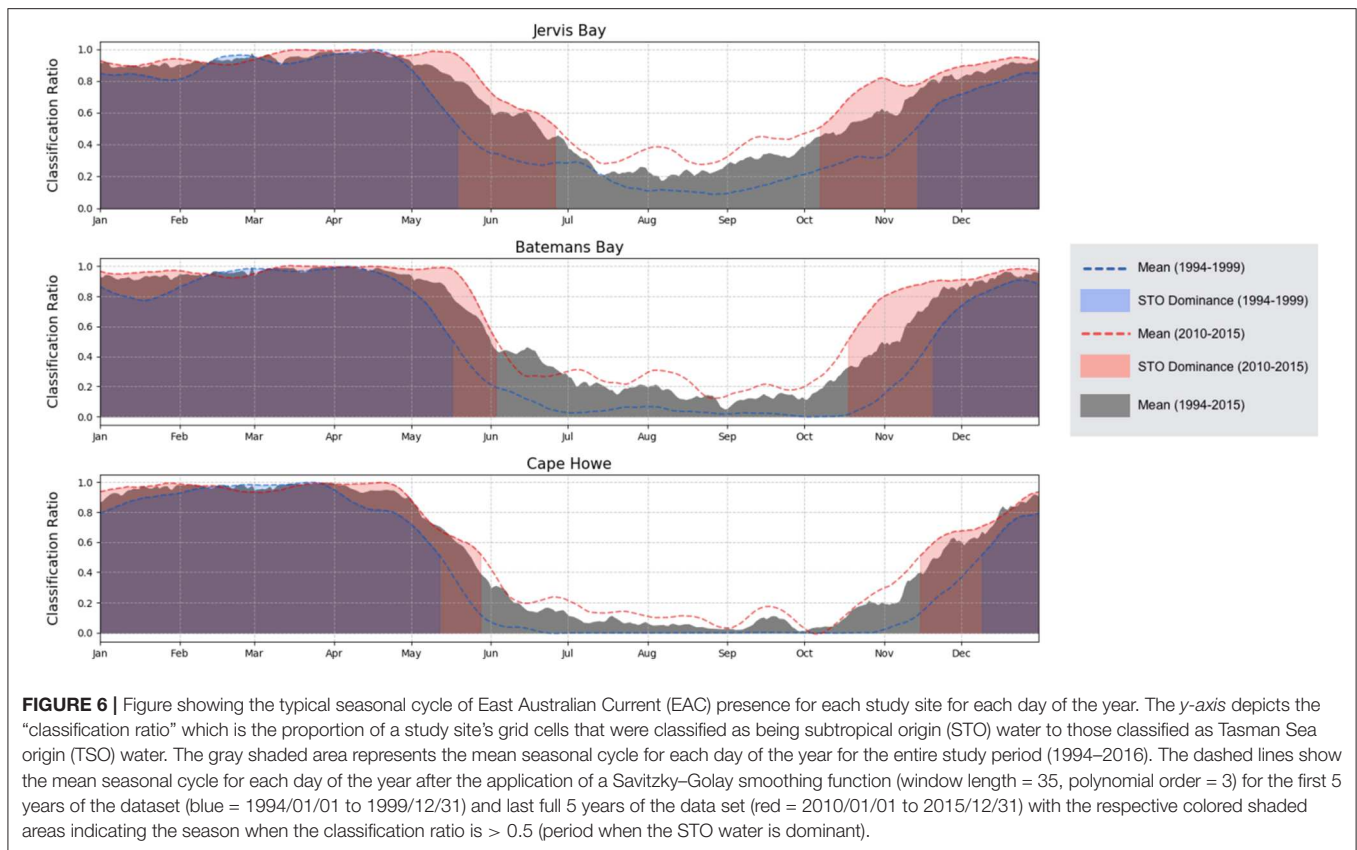 Jervis Bay
Classification Ratio
1.0
0.8
0.6
0.4
0.2
0.0
Jan Feb Mar Apr May Jun Jul Aug Sep Oct Nov Dec
Batemans Bay
Classification Ratio
1.0
0.8
0.6
0.4
0.2
0.0
Jan Feb Mar Apr May Jun Jul Aug Sep Oct Nov Dec
Cape Howe
Classification Ratio
1.0
0.8
0.6
0.4
0.2
0.0
Jan Feb Mar Apr May Jun Jul Aug Sep Oct Nov Dec
Mean (1994-1999)
STO Dominance (1994-1999)
Mean (2010-2015)
STO Dominance (2010-2015)
Mean (1994-2015)
FIGURE 6 | Figure showing the typical seasonal cycle of East Australian Current (EAC) presence for each study site for each day of the year. The y-axis depicts the
“classification ratio” which is the proportion of a study site’s grid cells that were classified as being subtropical origin (STO) water to those classified as Tasman Sea
origin (TSO) water. The gray shaded area represents the mean seasonal cycle for each day of the year for the entire study period (1994–2016). The dashed lines show
the mean seasonal cycle for each day of the year after the application of a Savitzky–Golay smoothing function (window length = 35, polynomial order = 3) for the first 5
years of the dataset (blue = 1994/01/01 to 1999/12/31) and last full 5 years of the data set (red = 2010/01/01 to 2015/12/31) with the respective colored shaded
areas indicating the season when the classification ratio is > 0.5 (period when the STO water is dominant).